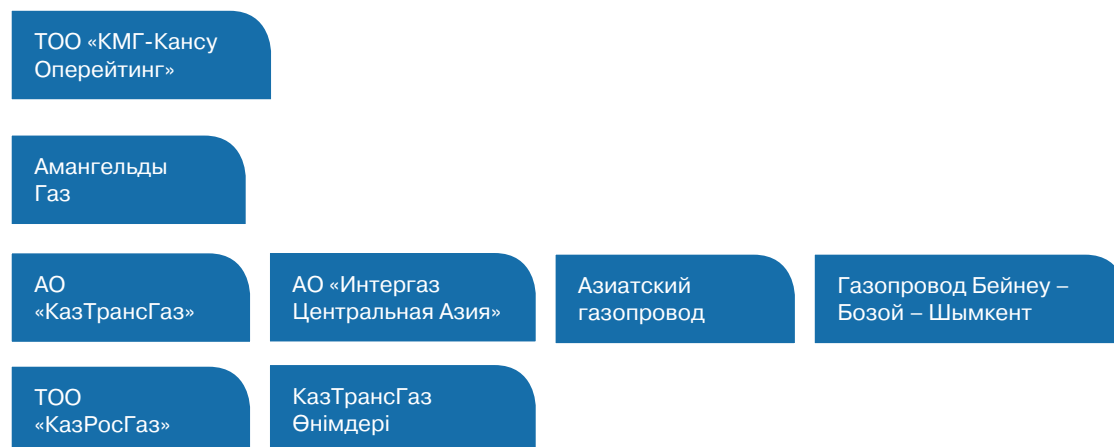 ТОО «КМГ-Кансу
Оперейтинг»
Амангельды
Газ
АО
«КазТрансГаз»
АО «Интергаз
Центральная Азия»
Азиатский
газопровод
Газопровод Бейнеу –
Бозой – Шымкент
ТОО
«КазРосГаз»
КазТрансГаз
Өнімдері